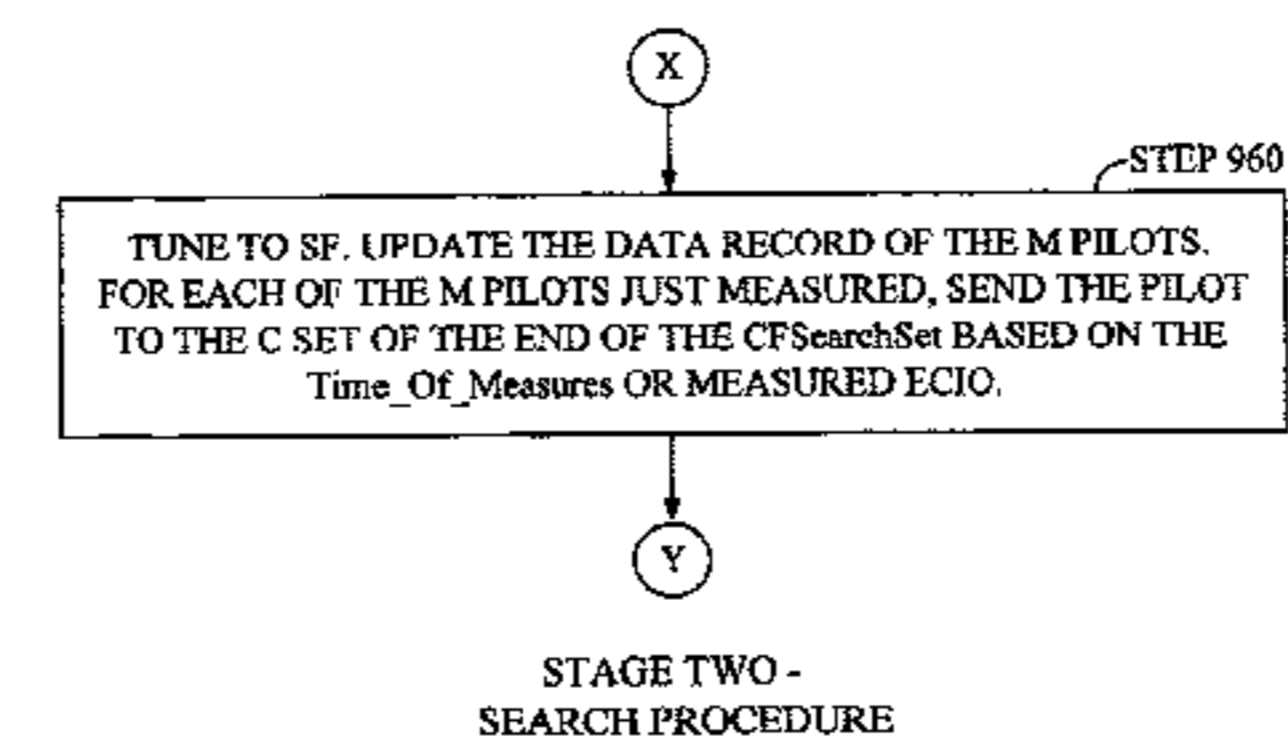 X
STEP 960
TUNE TO SF. UPDATE THE DATA RECORD OF THE M PILOTS.
FOR EACH OF THE M PILOTS JUST MEASURED, SEND THE PILOT
TO THE C SET OF THE END OF THE CFSearchSet BASED ON THE
Time_Of_Measures OR MEASURED ECIO.
Y
STAGE TWO -
SEARCH PROCEDURE